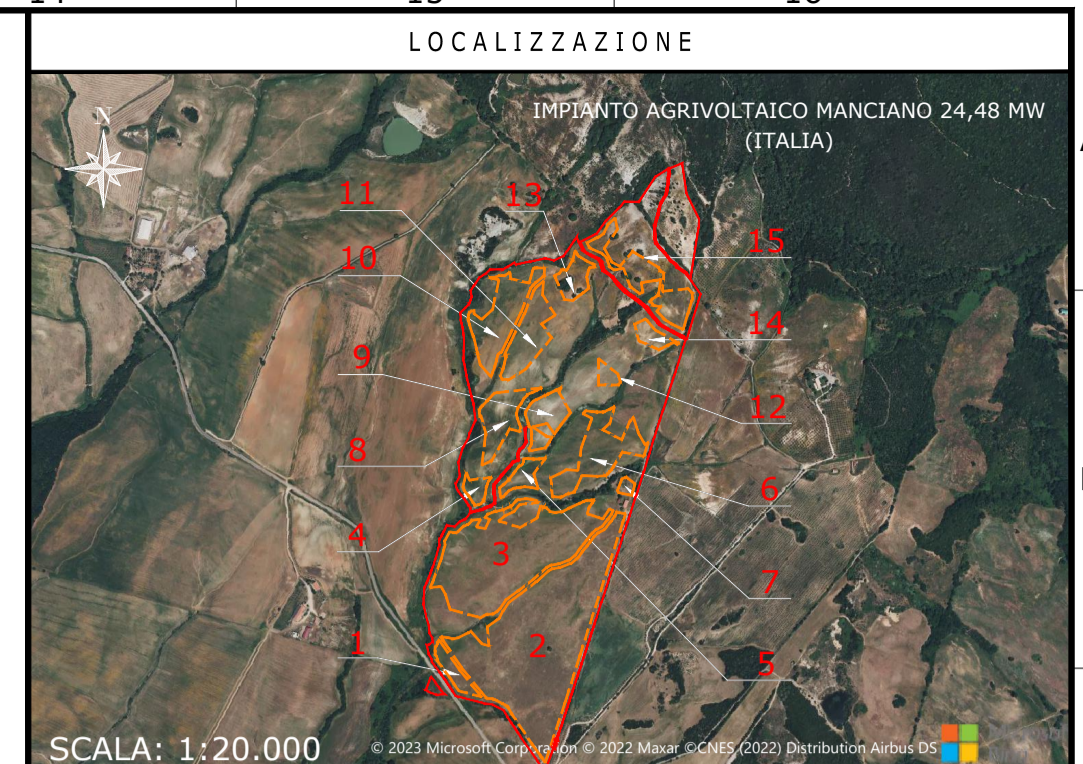 LOCALIZZAZIONE
IMPIANTO AGRIVOLTAICO MANCIANO 24,48 MW
(ITALIA)
N
11
13
10
15
14
9
12
8
6
4
3
7
1
2
5
SCALA: 1:20.000
© 2023 Microsoft Corporation © 2022 Maxar ©CNES (2022) Distribution Airbus DS